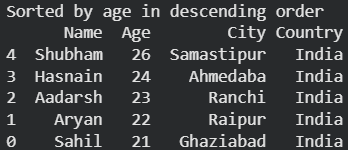 Sorted by age in descending order
Name Age City Country
4 Shubham 26 Samastipur India
3 Hasnain 24 Ahmedaba India
2 Aadarsh 23 Ranchi India
1 Aryan 22 Raipur India
0 Sahil 21 Ghaziabad India